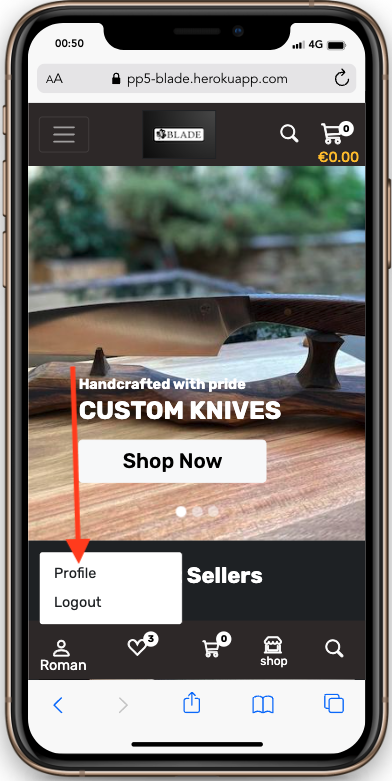 00:50
4G
AA
pp5-blade.herokuapp.com
BLADE
0
€0.00
Handcrafted with pride
CUSTOM KNIVES
Shop Now
Sellers
Profile
Logout
3
0
Roman
shop